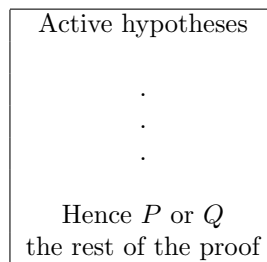 Active hypotheses
.
.
.
Hence P or Q
the rest of the proof